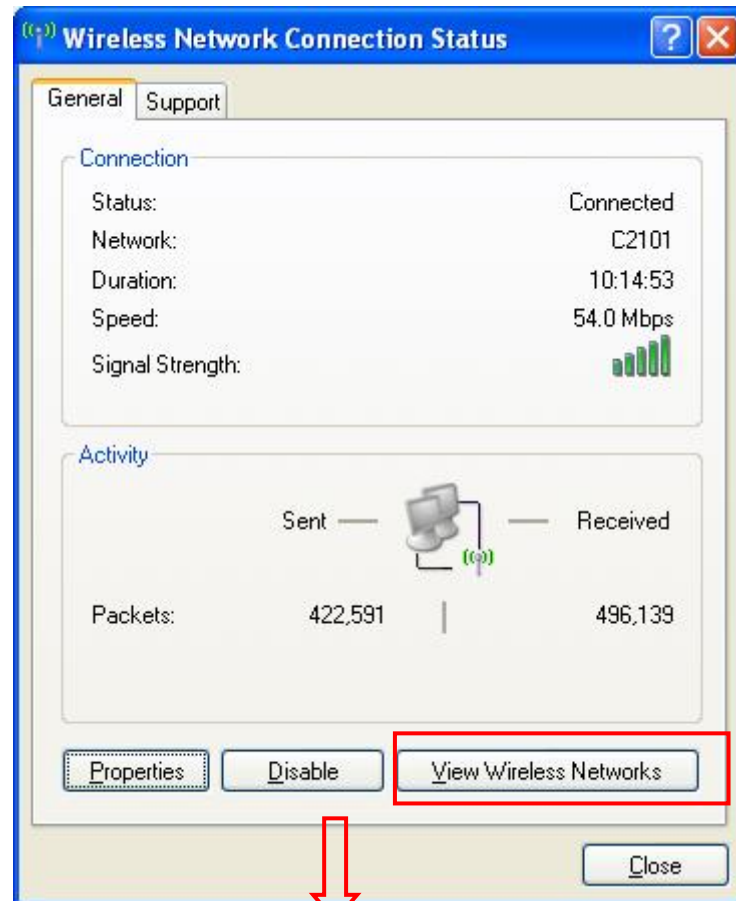 Wireless Network Connection Status
General Support
Connection
Status: Connected
Network: C2101
Duration: 10:14:53
Speed: 54.0 Mbps
Signal Strength:
Activity
Sent Received
Packets: 422,591 496,139
Properties Disable View Wireless Networks
Close